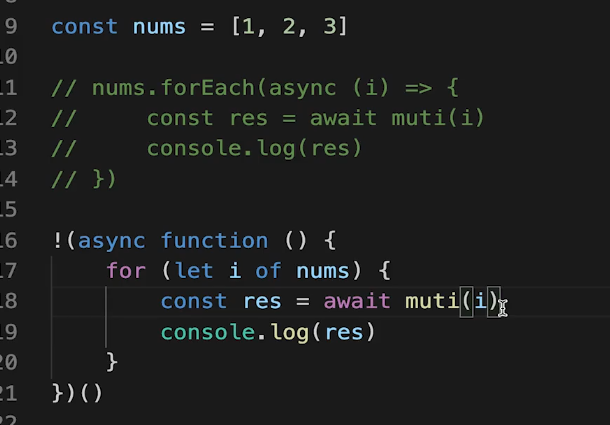 9 const nums = [1, 2, 3]
10
11 // nums.forEach(async (i) => {
12 //     const res = await muti(i)
13 //     console.log(res)
14 // })
15
16 !(async function () {
17     for (let i of nums) {
18         const res = await muti(i)
19         console.log(res)
20     }
21 })()
22